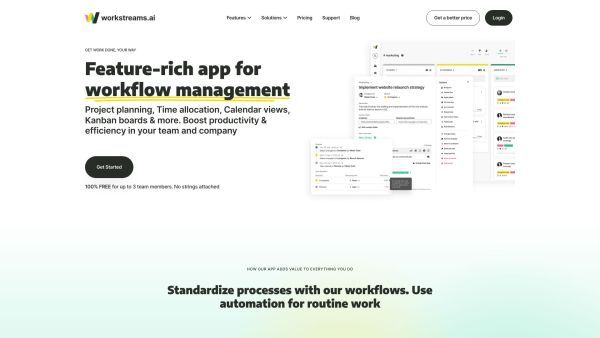 workstreams.ai
Features
Solutions
Pricing
Support
Blog
Get a better price
Login
GET WORK DONE, YOUR WAY
Feature-rich app for
workflow management
Project planning, Time allocation, Calendar views,
Kanban boards & more. Boost productivity &
efficiency in your team and company
Get Started
100% FREE for up to 3 team members. No strings attached
Implement website research strategy
HOW OUR APP ADDS VALUE TO EVERYTHING YOU DO
Standardize processes with our workflows. Use
automation for routine work